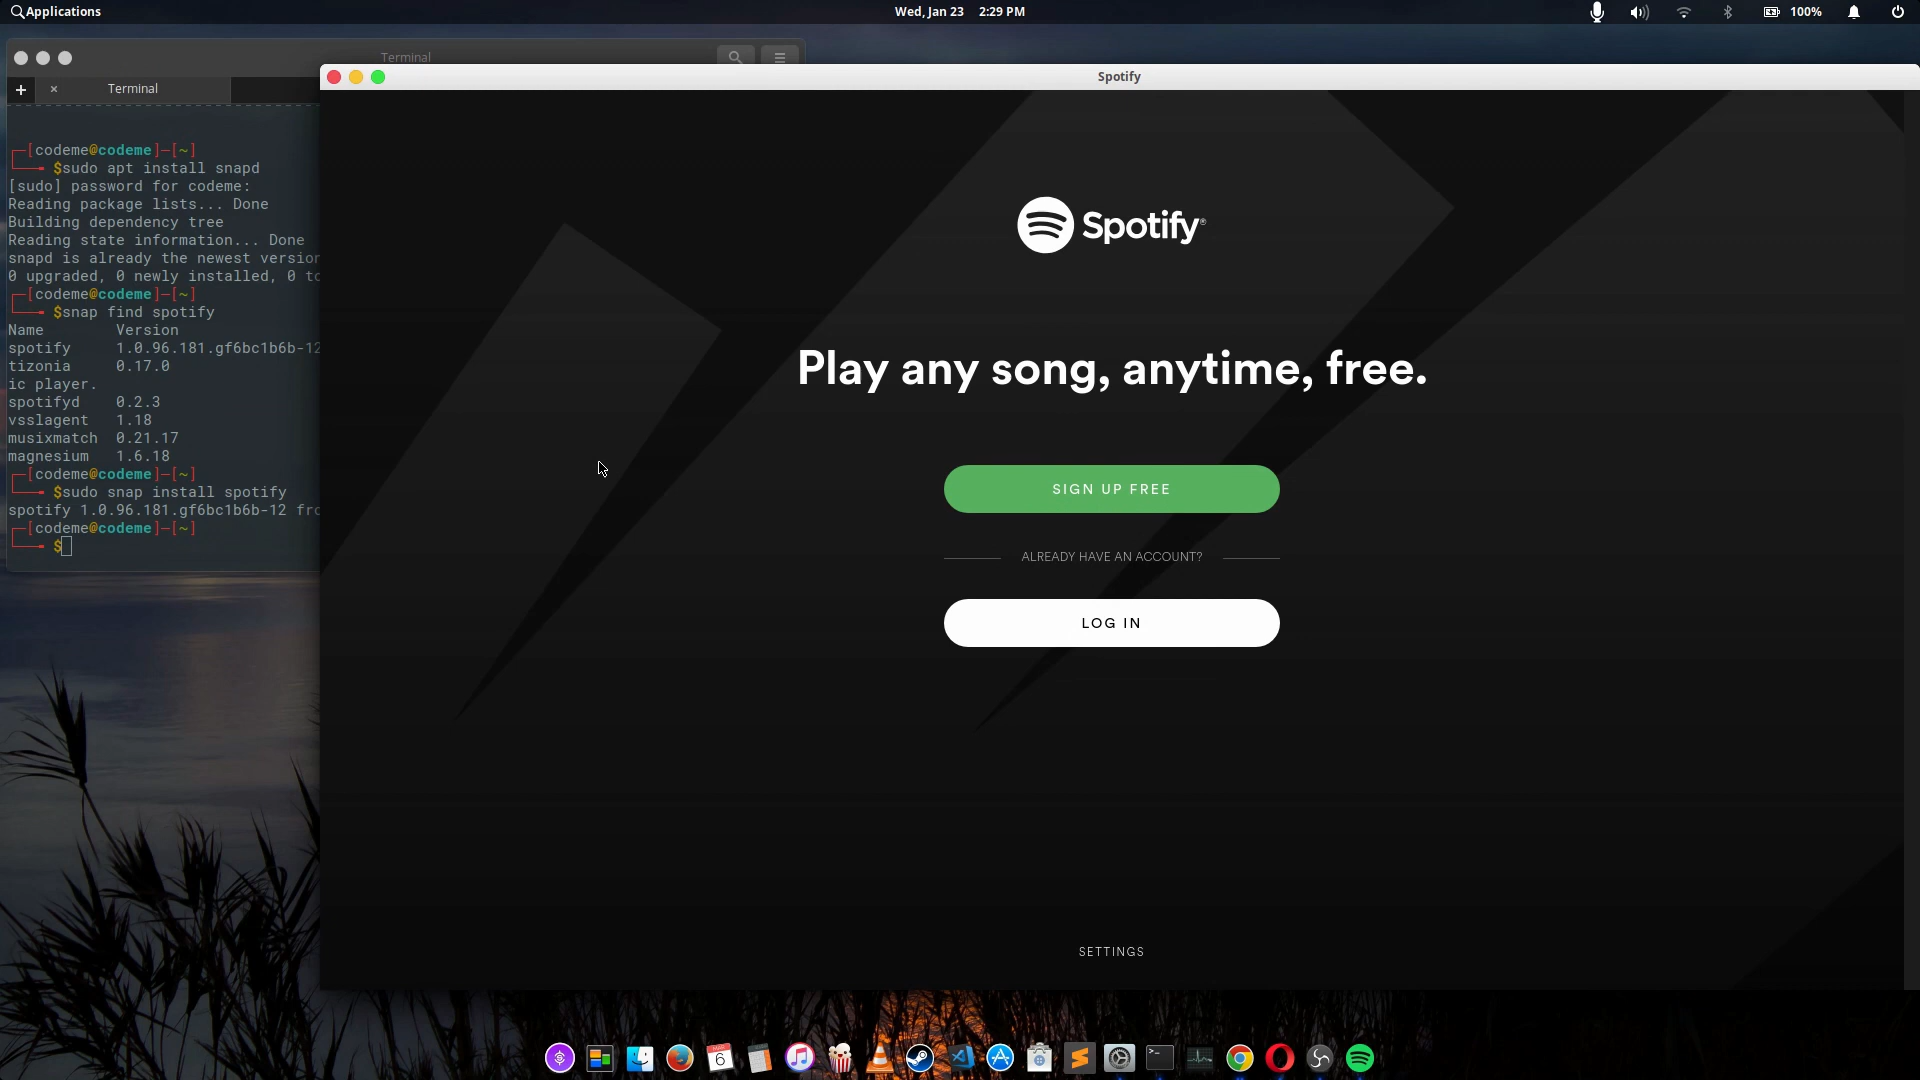 Applications
Wed, Jan 23 2:29 PM
100%
Terminal
Terminal
[codeme@codeme]-[~]
$sudo apt install snapd
[sudo] password for codeme:
Reading package lists... Done
Building dependency tree
Reading state information... Done
snapd is already the newest version
0 upgraded, 0 newly installed, 0 to
[codeme@codeme]-[~]
$snap find spotify
Name Version
spotify 1.0.96.181.gf6bc1b6b-12
tizonia 0.17.0
ic player.
spotifyd 0.2.3
vsslagent 1.18
musixmatch 0.21.17
magnesium 1.6.18
[codeme@codeme]-[~]
$sudo snap install spotify
spotify 1.0.96.181.gf6bc1b6b-12 fro
[codeme@codeme]-[~]
$
Spotify
Spotify®
Play any song, anytime, free.
SIGN UP FREE
ALREADY HAVE AN ACCOUNT?
LOG IN
SETTINGS
6